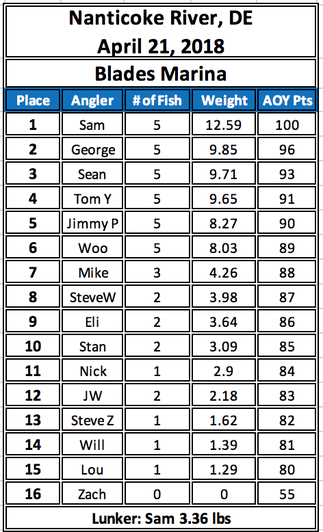 Nanticoke River, DE
April 21, 2018
Blades Marina
Place Angler # of Fish Weight AOY Pts
1 Sam 5 12.59 100
2 George 5 9.85 96
3 Sean 5 9.71 93
4 Tom Y 5 9.65 91
5 Jimmy P 5 8.27 90
6 Woo 5 8.03 89
7 Mike 3 4.26 88
8 SteveW 2 3.98 87
9 Eli 2 3.64 86
10 Stan 2 3.09 85
11 Nick 1 2.9 84
12 JW 2 2.18 83
13 Steve Z 1 1.62 82
14 Will 1 1.39 81
15 Lou 1 1.29 80
16 Zach 0 0 55
Lunker: Sam 3.36 lbs